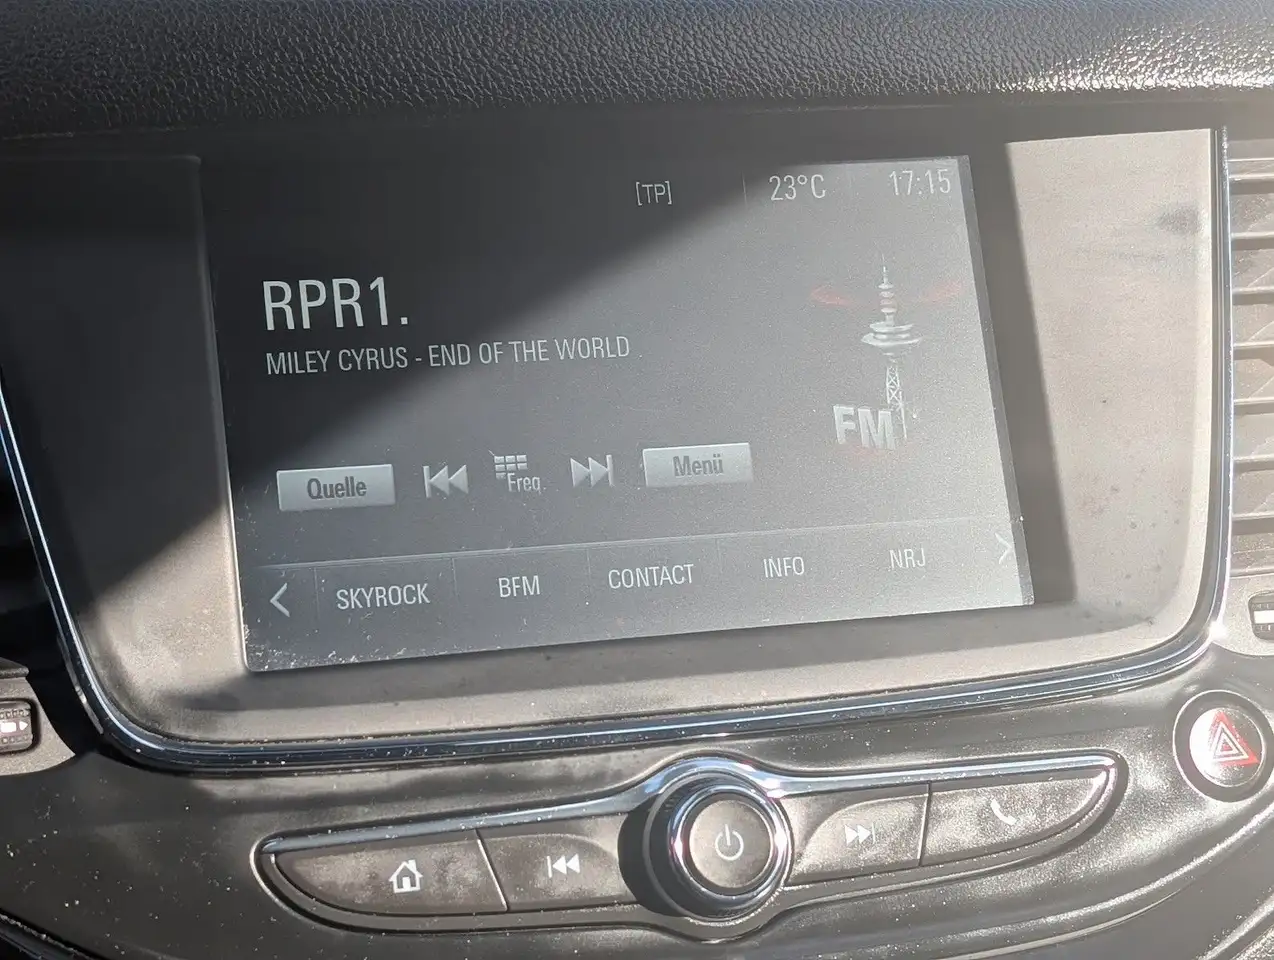 [TP] 23°C 17:15
RPR1.
MILEY CYRUS - END OF THE WORLD
FM
Quelle Freq. Menü
SKYROCK BFM CONTACT INFO NRJ